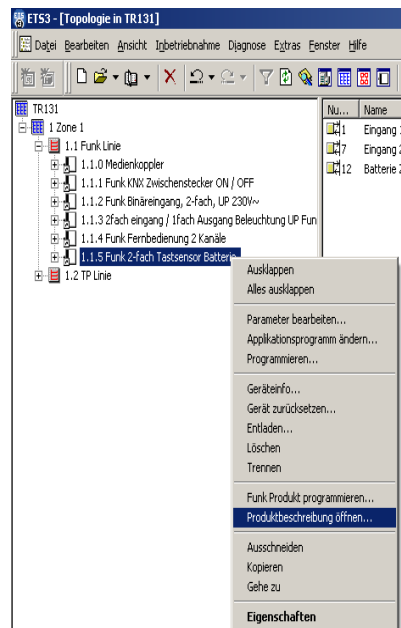 ETS3 - [Topologie in TR131]
Datei Bearbeiten Ansicht Inbetriebnahme Diagnose Extras Fenster Hilfe
TR131
1 Zone 1
1.1 Funk Linie
1.1.0 Medienkoppler
1.1.1 Funk KNX Zwischenstecker ON / OFF
1.1.2 Funk Binäreingang, 2-fach, UP 230V~
1.1.3 2fach eingang / 1fach Ausgang Beleuchtung UP Fun
1.1.4 Funk Fernbedienung 2 Kanäle
1.1.5 Funk 2-fach Tastsensor Batterie
1.2 TP Linie
Nu... Name
1 Eingang 1
7 Eingang 2
12 Batterie 2
Ausklappen
Alles ausklappen
Parameter bearbeiten...
Applikationsprogramm ändern...
Programmieren...
Geräteinfo...
Gerät zurücksetzen...
Entladen...
Löschen
Trennen
Funk Produkt programmieren...
Produktbeschreibung öffnen...
Ausschneiden
Kopieren
Gehe zu
Eigenschaften